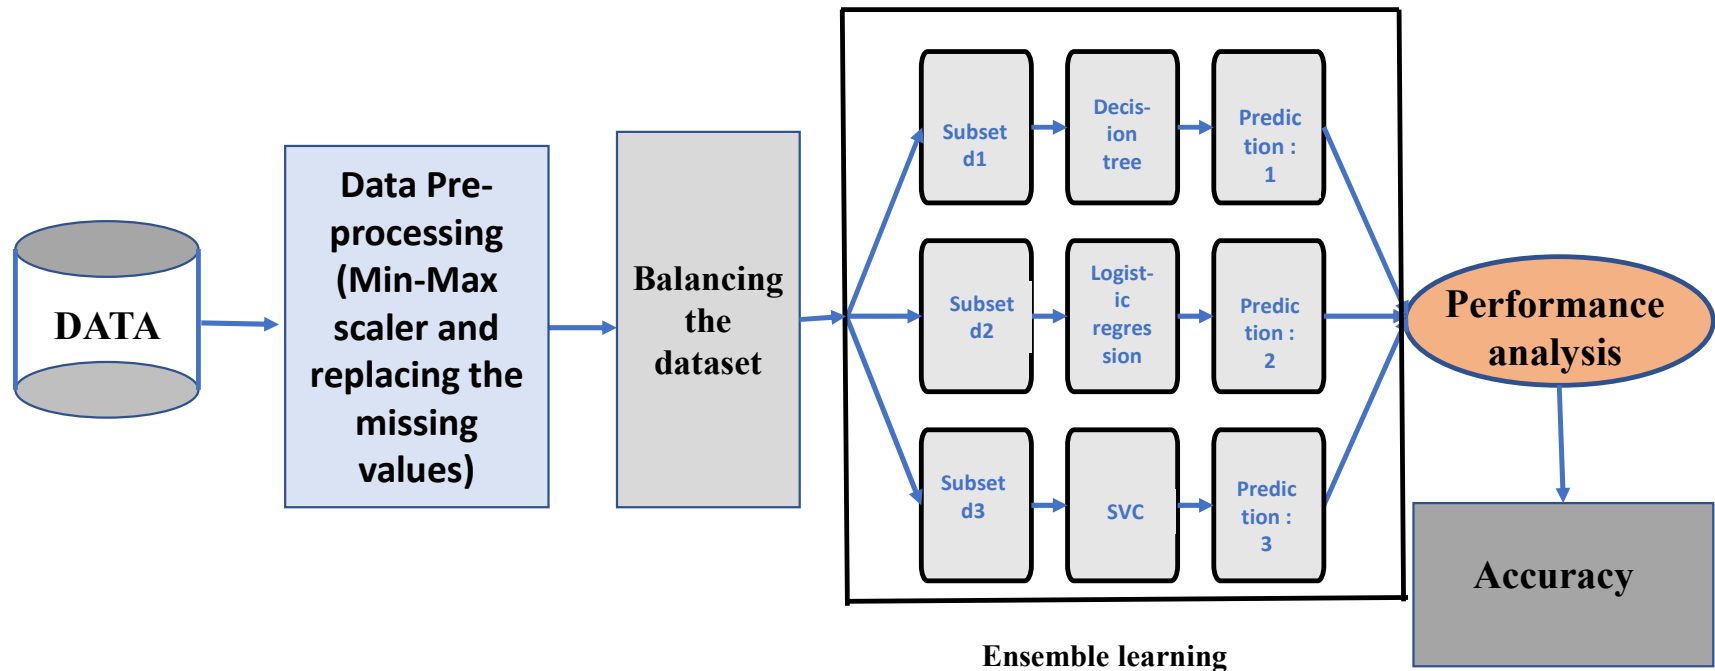 DATA
Data Pre-
processing
(Min-Max
scaler and
replacing the
missing
values)
Balancing
the
dataset
Subset
d1
Decis-
ion
tree
Predic
tion :
1
Subset
d2
Logist-
ic
regres
sion
Predic
tion :
2
Subset
d3
SVC
Predic
tion :
3
Ensemble learning
Performance
analysis
Accuracy